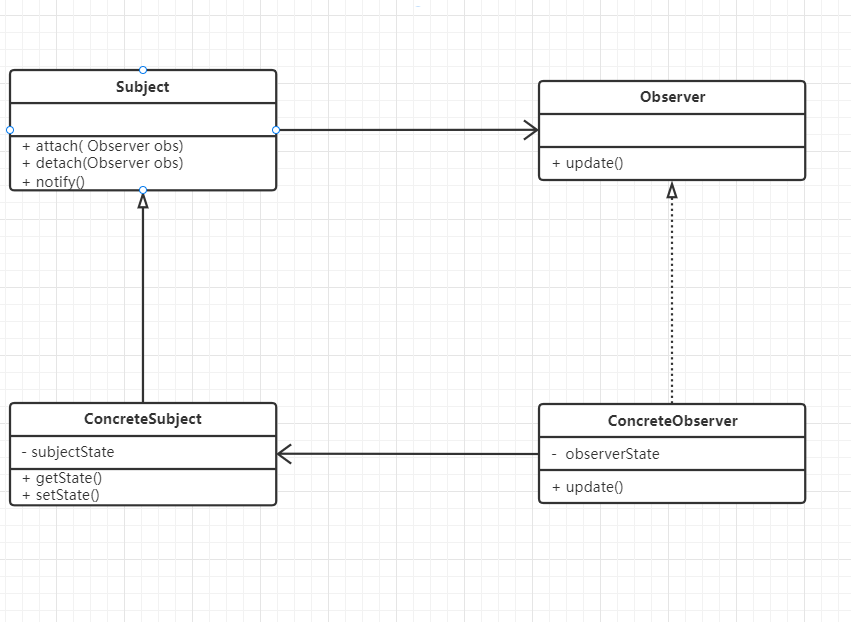 Subject
+ attach( Observer obs)
+ detach(Observer obs)
+ notify()
Observer
+ update()
ConcreteSubject
- subjectState
+ getState()
+ setState()
ConcreteObserver
- observerState
+ update()